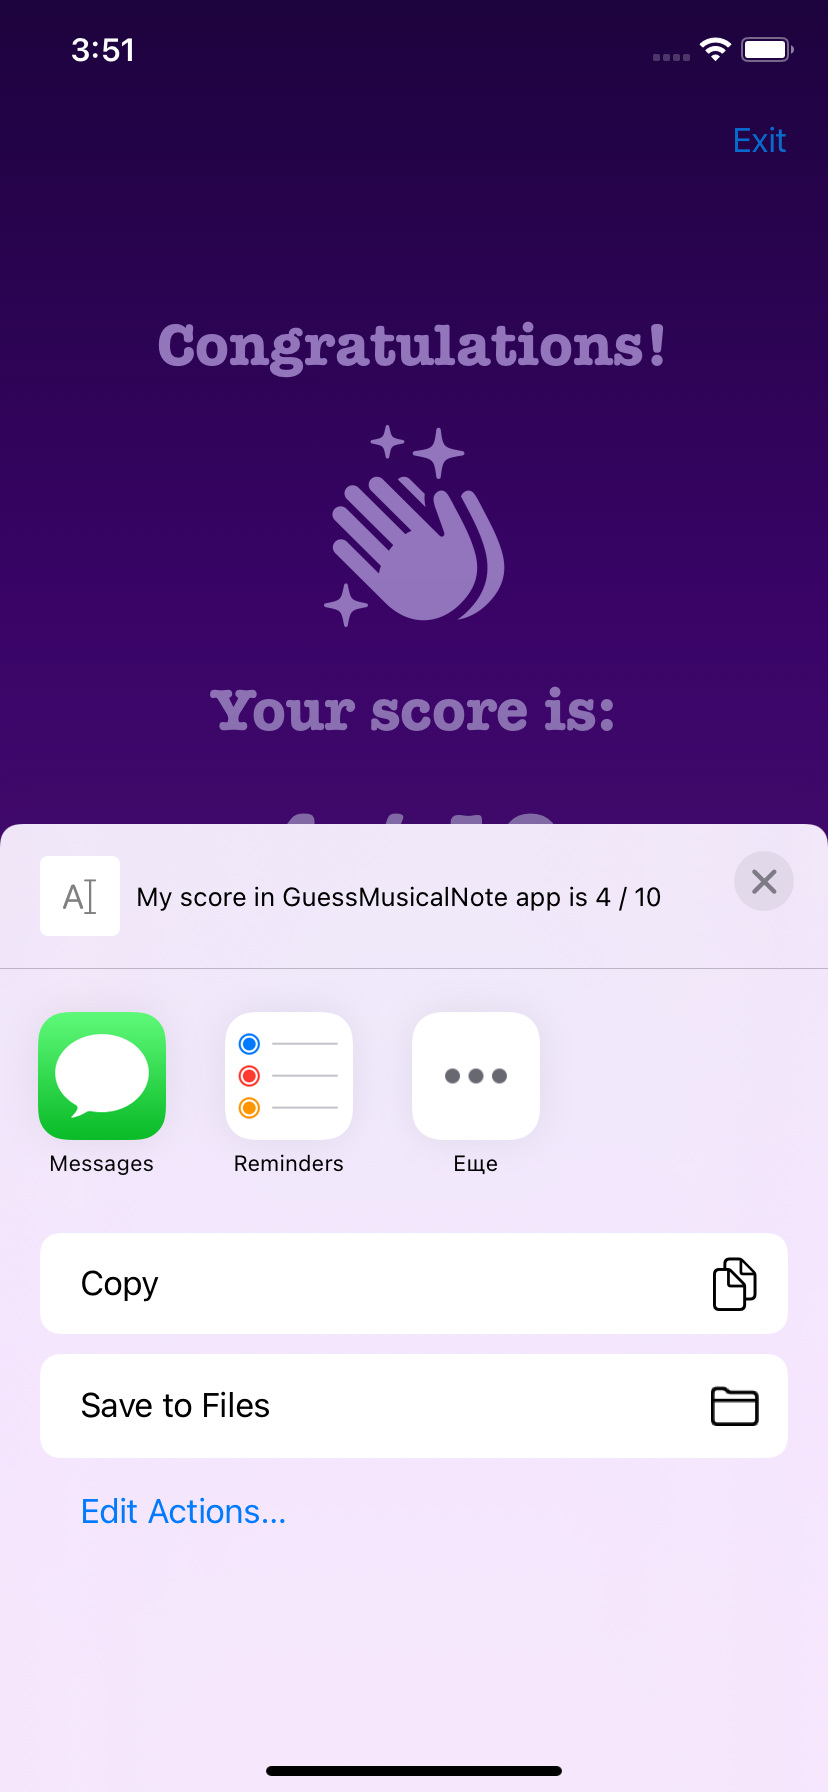 3:51
Exit
Congratulations!
Your score is:
My score in GuessMusicalNote app is 4 / 10
Messages
Reminders
Еще
Copy
Save to Files
Edit Actions...